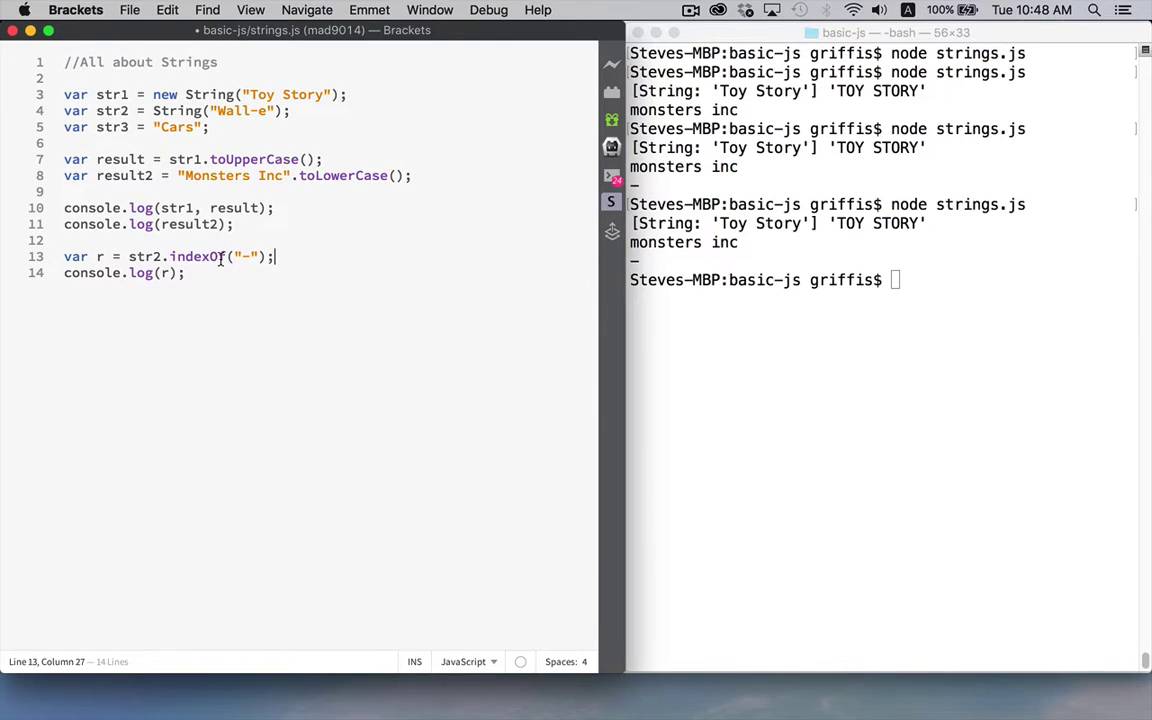 Brackets File Edit Find View Navigate Emmet Window Debug Help A 100% Tue 10:48 AM
• basic-js/strings.js (mad9014) — Brackets
basic-js — -bash — 56×33
1 //All about Strings
2
3 var str1 = new String("Toy Story");
4 var str2 = String("Wall-e");
5 var str3 = "Cars";
6
7 var result = str1.toUpperCase();
8 var result2 = "Monsters Inc".toLowerCase();
9
10 console.log(str1, result);
11 console.log(result2);
12
13 var r = str2.indexOf("-");
14 console.log(r);
24
S
Steves-MBP:basic-js griffis$ node strings.js
Steves-MBP:basic-js griffis$ node strings.js
[String: 'Toy Story'] 'TOY STORY'
monsters inc
Steves-MBP:basic-js griffis$ node strings.js
[String: 'Toy Story'] 'TOY STORY'
monsters inc
-
Steves-MBP:basic-js griffis$ node strings.js
[String: 'Toy Story'] 'TOY STORY'
monsters inc
-
Steves-MBP:basic-js griffis$
Line 13, Column 27 — 14 Lines
INS JavaScript Spaces: 4